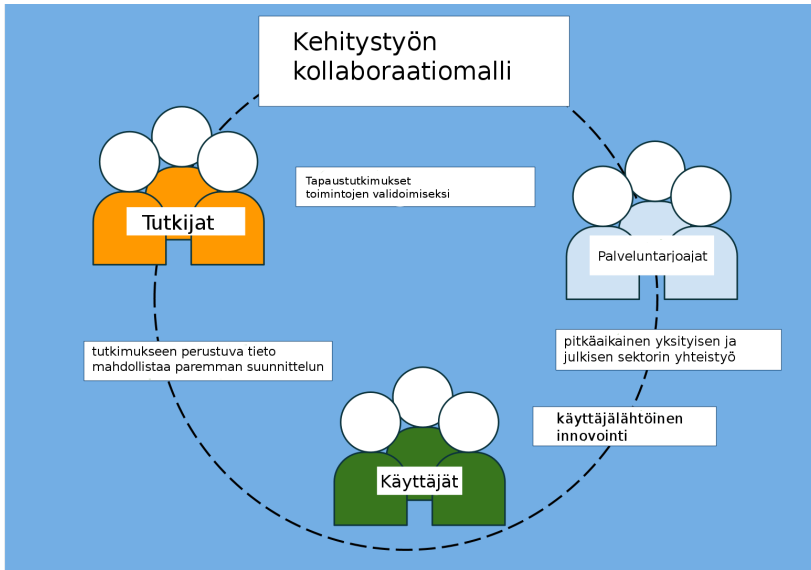 Kehitystyön
kollaboraatiomalli
Tapaustutkimukset
toimintojen validoimiseksi
Tutkijat
Palveluntarjoajat
tutkimukseen perustuva tieto
mahdollistaa paremman suunnittelun
pitkäaikainen yksityisen ja
julkisen sektorin yhteistyö
käyttäjälähtöinen
innovointi
Käyttäjät